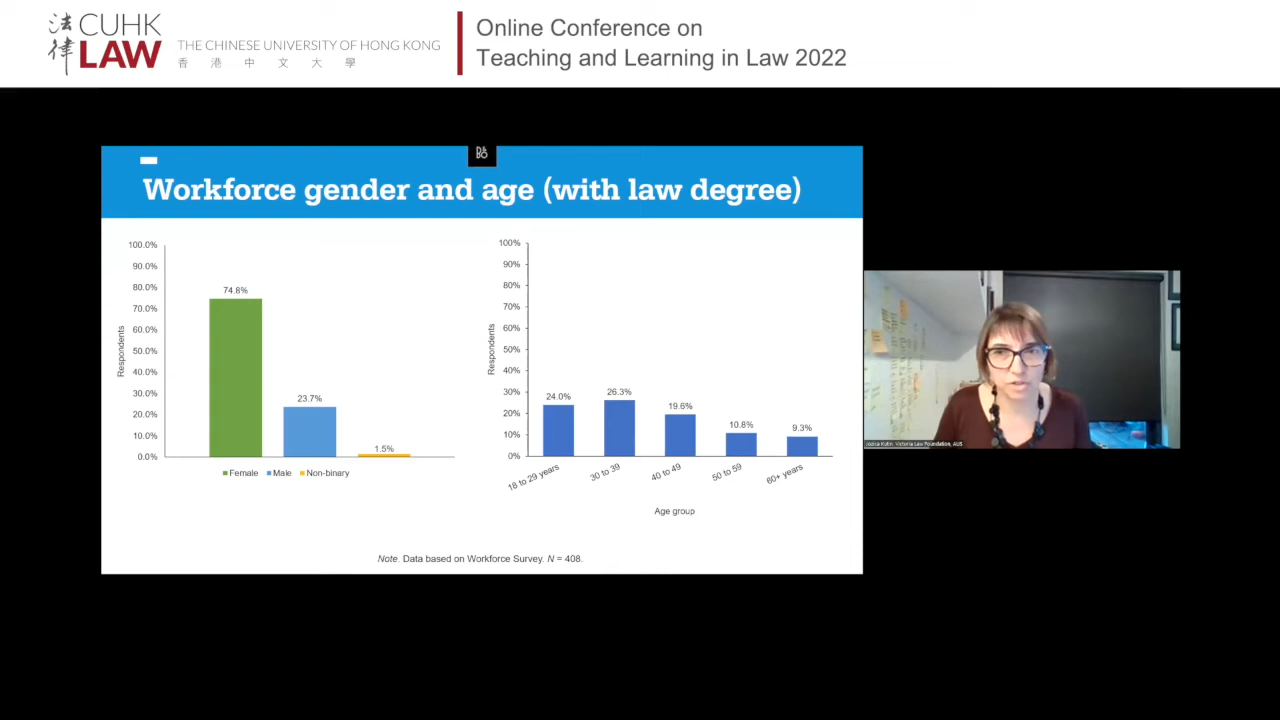 法律
CUHK
LAW
THE CHINESE UNIVERSITY OF HONG KONG
香港中文大學
Online Conference on
Teaching and Learning in Law 2022
Workforce gender and age (with law degree)
100.0%
90.0%
80.0%
70.0%
60.0%
50.0%
40.0%
30.0%
20.0%
10.0%
0.0%
Respondents
74.8%
23.7%
1.5%
Female Male Non-binary
100%
90%
80%
70%
60%
50%
40%
30%
20%
10%
0%
Respondents
24.0%
26.3%
19.6%
10.8%
9.3%
18 to 29 years
30 to 39
40 to 49
50 to 59
60+ years
Age group
Note. Data based on Workforce Survey. N = 408.
Victoria Law Foundation, AUS